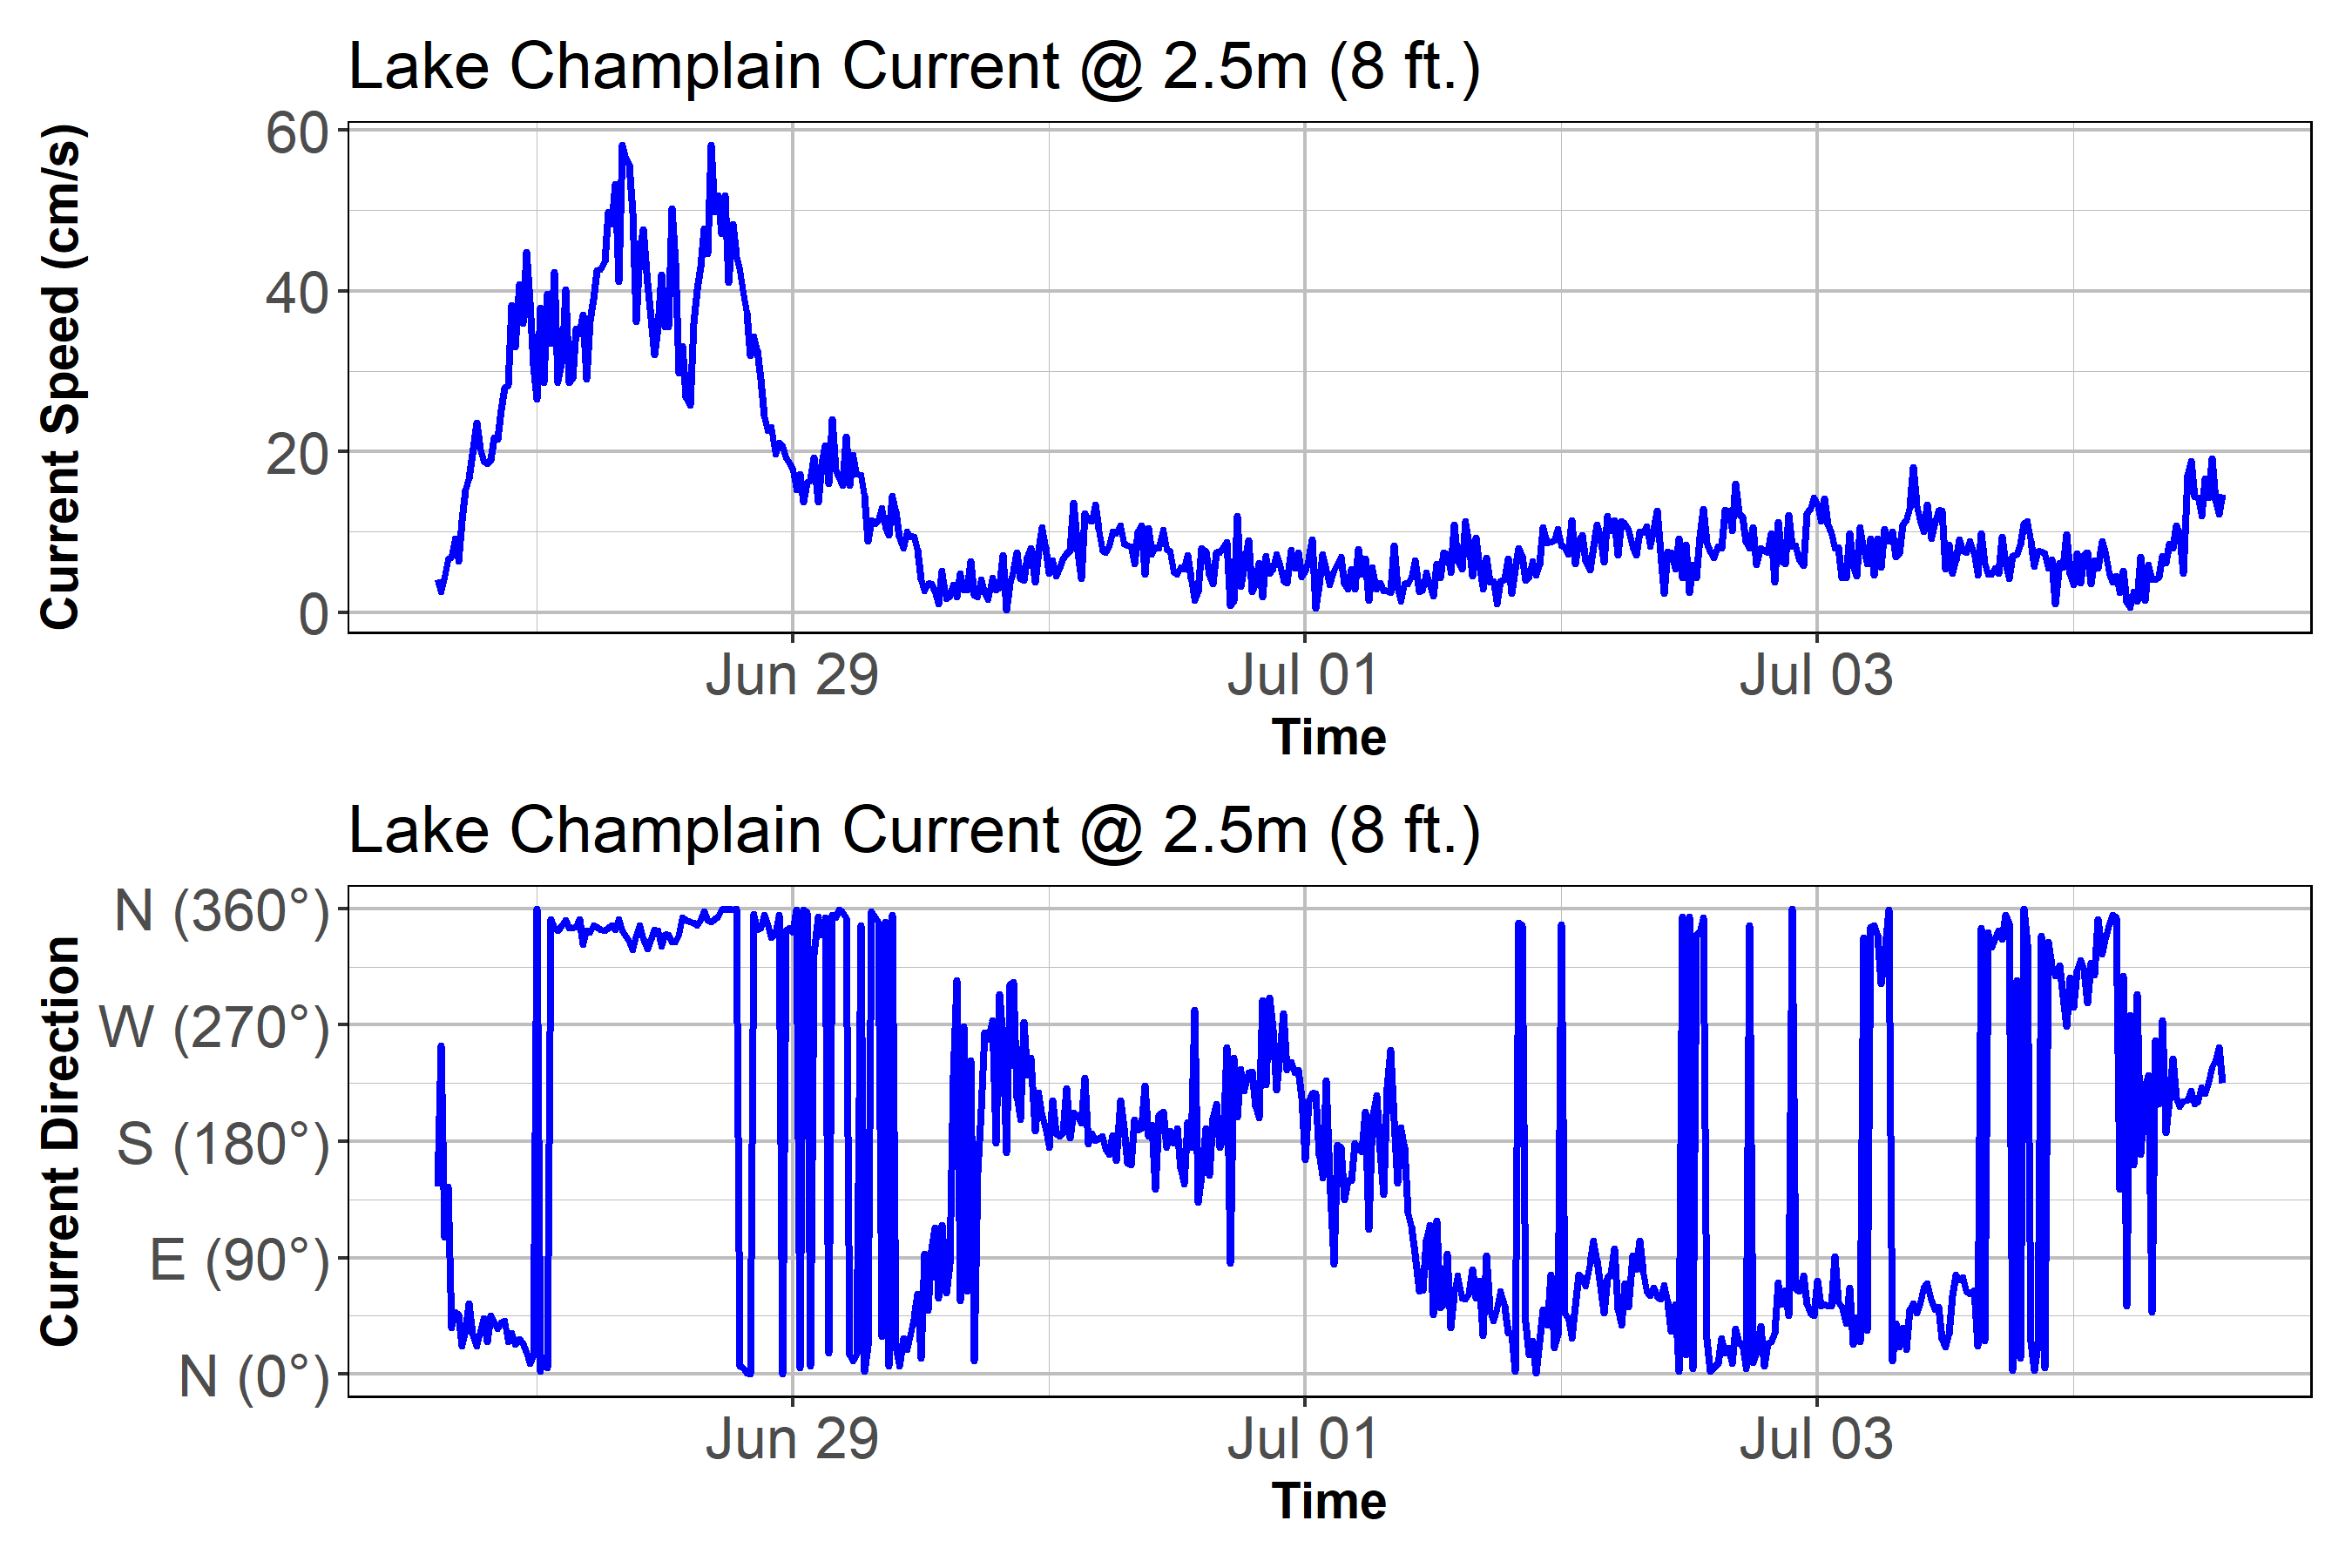 Lake Champlain Current @ 2.5m (8 ft.)
Current Speed (cm/s)
60
40
20
0
Jun 29 Jul 01 Jul 03
Time
Lake Champlain Current @ 2.5m (8 ft.)
Current Direction
N (360°)
W (270°)
S (180°)
E (90°)
N (0°)
Jun 29 Jul 01 Jul 03
Time